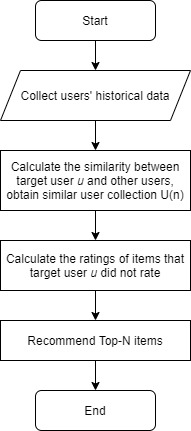 Start
Collect users' historical data
Calculate the similarity between
target user u and other users,
obtain similar user collection U(n)
Calculate the ratings of items that
target user u did not rate
Recommend Top-N items
End